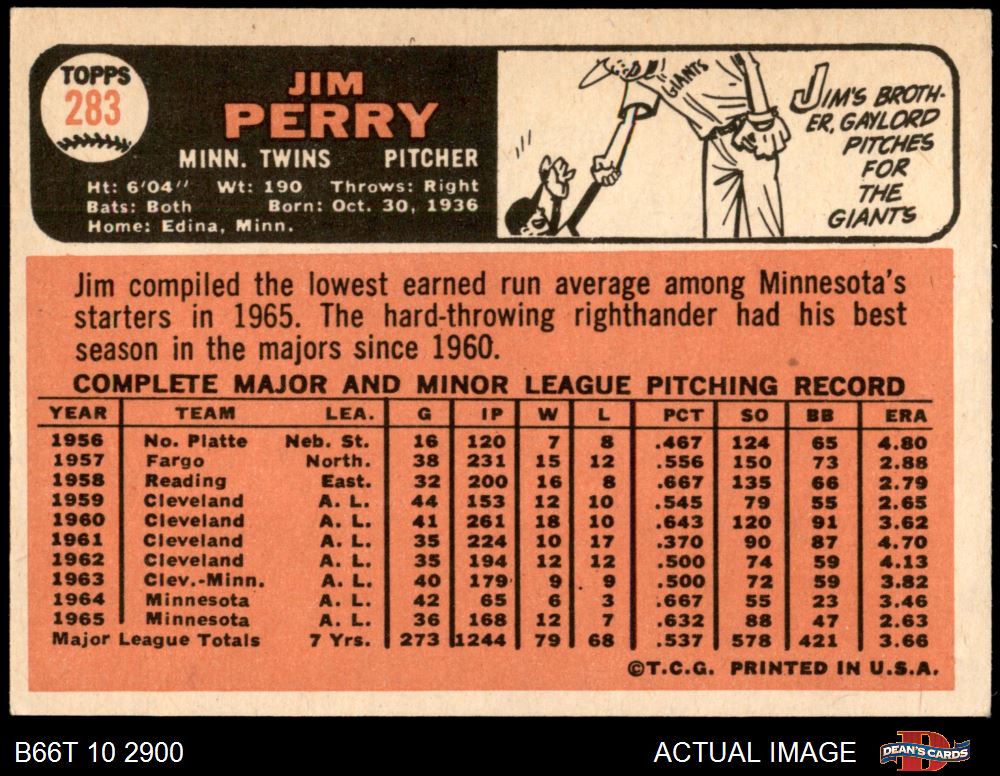 TOPPS
283
JIM
PERRY
MINN. TWINS PITCHER
Ht: 6'04" Wt: 190 Throws: Right
Bats: Both Born: Oct. 30, 1936
Home: Edina, Minn.
GIANTS
JIM'S BROTH-
ER, GAYLORD
PITCHES
FOR
THE
GIANTS
Jim compiled the lowest earned run average among Minnesota's
starters in 1965. The hard-throwing righthander had his best
season in the majors since 1960.
COMPLETE MAJOR AND MINOR LEAGUE PITCHING RECORD
YEAR TEAM LEA. G IP W L PCT SO BB ERA
1956 No. Platte Neb. St. 16 120 7 8 .467 124 65 4.80
1957 Fargo North. 38 231 15 12 .556 150 73 2.88
1958 Reading East. 32 200 16 8 .667 135 66 2.79
1959 Cleveland A. L. 44 153 12 10 .545 79 55 2.65
1960 Cleveland A. L. 41 261 18 10 .643 120 91 3.62
1961 Cleveland A. L. 35 224 10 17 .370 90 87 4.70
1962 Cleveland A. L. 35 194 12 12 .500 74 59 4.13
1963 Clev.-Minn. A. L. 40 179 9 9 .500 72 59 3.82
1964 Minnesota A. L. 42 65 6 3 .667 55 23 3.46
1965 Minnesota A. L. 36 168 12 7 .632 88 47 2.63
Major League Totals 7 Yrs. 273 1244 79 68 .537 578 421 3.66
©T.C.G. PRINTED IN U.S.A.
B66T 10 2900 ACTUAL IMAGE
DEAN'S CARDS